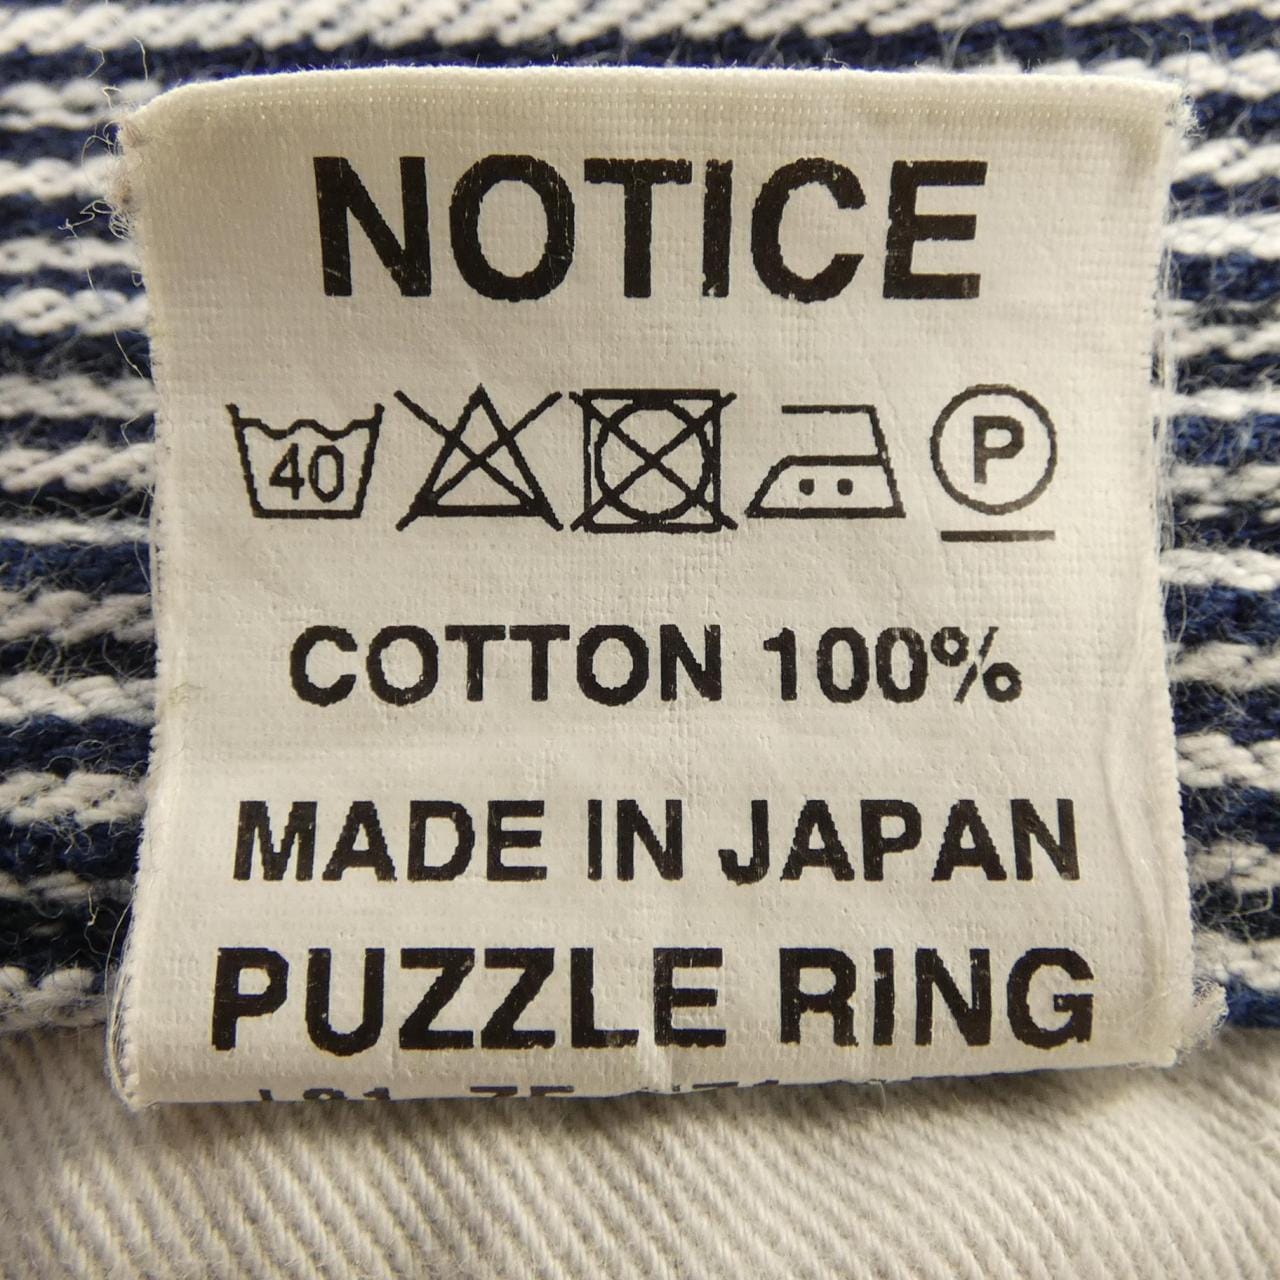 NOTICE
40 P
COTTON 100%
MADE IN JAPAN
PUZZLE RING